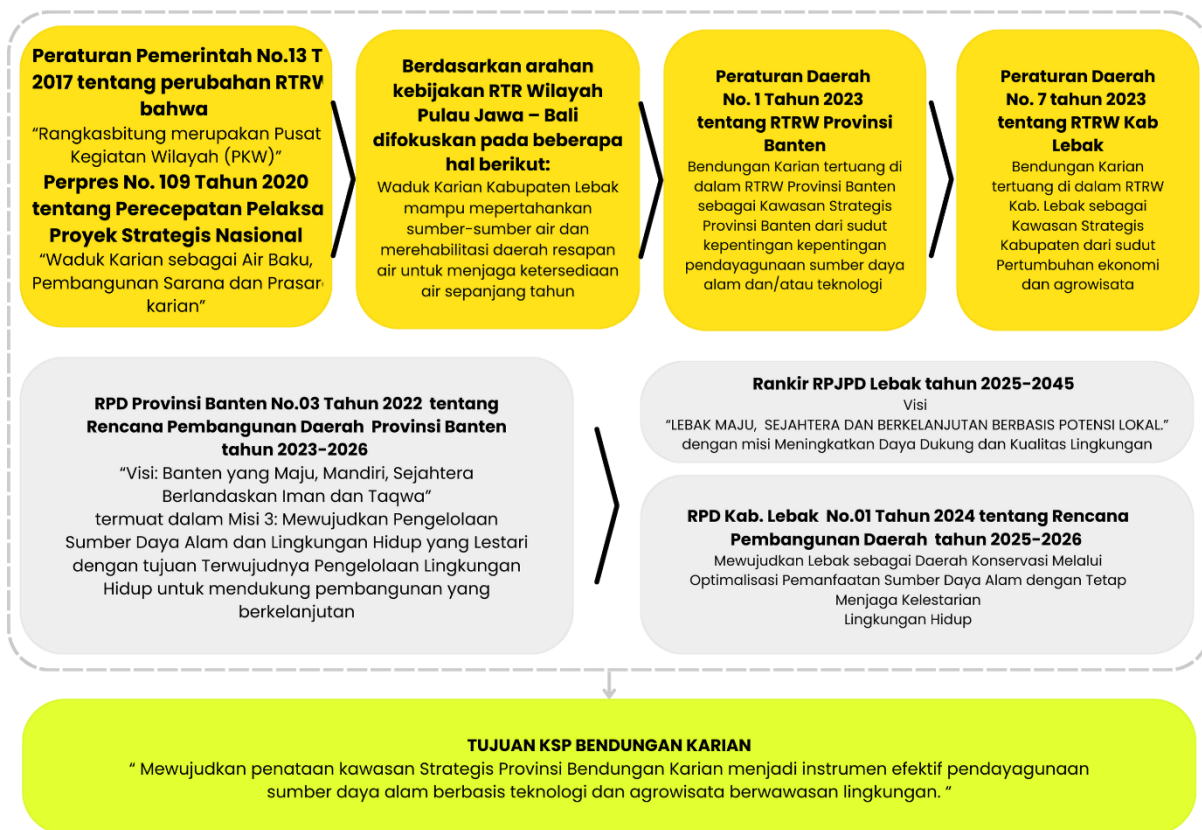 Peraturan Pemerintah No.13 T
2017 tentang perubahan RTRW
bahwa
“Rangkasbitung merupakan Pusat
Kegiatan Wilayah (PKW)”
Perpres No. 109 Tahun 2020
tentang Perecepatan Pelaksa
Proyek Strategis Nasional
“Waduk Karian sebagai Air Baku,
Pembangunan Sarana dan Prasar
karian”
Berdasarkan arahan
kebijakan RTR Wilayah
Pulau Jawa – Bali
difokuskan pada beberapa
hal berikut:
Waduk Karian Kabupaten Lebak
mampu mepertahankan
sumber-sumber air dan
merehabilitasi daerah resapan
air untuk menjaga ketersediaan
air sepanjang tahun
Peraturan Daerah
No. 1 Tahun 2023
tentang RTRW Provinsi
Banten
Bendungan Karian tertuang di
dalam RTRW Provinsi Banten
sebagai Kawasan Strategis
Provinsi Banten dari sudut
kepentingan kepentingan
pendayagunaan sumber daya
alam dan/atau teknologi
Peraturan Daerah
No. 7 tahun 2023
tentang RTRW Kab
Lebak
Bendungan Karian
tertuang di dalam RTRW
Kab. Lebak sebagai
Kawasan Strategis
Kabupaten dari sudut
Pertumbuhan ekonomi
dan agrowisata
RPD Provinsi Banten No.03 Tahun 2022 tentang
Rencana Pembangunan Daerah Provinsi Banten
tahun 2023-2026
“Visi: Banten yang Maju, Mandiri, Sejahtera
Berlandaskan Iman dan Taqwa”
termuat dalam Misi 3: Mewujudkan Pengelolaan
Sumber Daya Alam dan Lingkungan Hidup yang Lestari
dengan tujuan Terwujudnya Pengelolaan Lingkungan
Hidup untuk mendukung pembangunan yang
berkelanjutan
Rankir RPJPD Lebak tahun 2025-2045
Visi
“LEBAK MAJU, SEJAHTERA DAN BERKELANJUTAN BERBASIS POTENSI LOKAL.”
dengan misi Meningkatkan Daya Dukung dan Kualitas Lingkungan
RPD Kab. Lebak No.01 Tahun 2024 tentang Rencana
Pembangunan Daerah tahun 2025-2026
Mewujudkan Lebak sebagai Daerah Konservasi Melalui
Optimalisasi Pemanfaatan Sumber Daya Alam dengan Tetap
Menjaga Kelestarian
Lingkungan Hidup
TUJUAN KSP BENDUNGAN KARIAN
“ Mewujudkan penataan kawasan Strategis Provinsi Bendungan Karian menjadi instrumen efektif pendayagunaan
sumber daya alam berbasis teknologi dan agrowisata berwawasan lingkungan. “